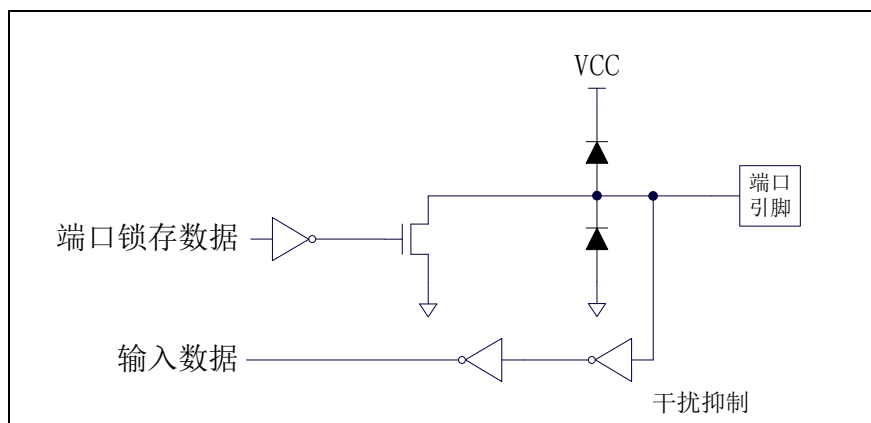 VCC
端口
引脚
端口锁存数据
输入数据
干扰抑制